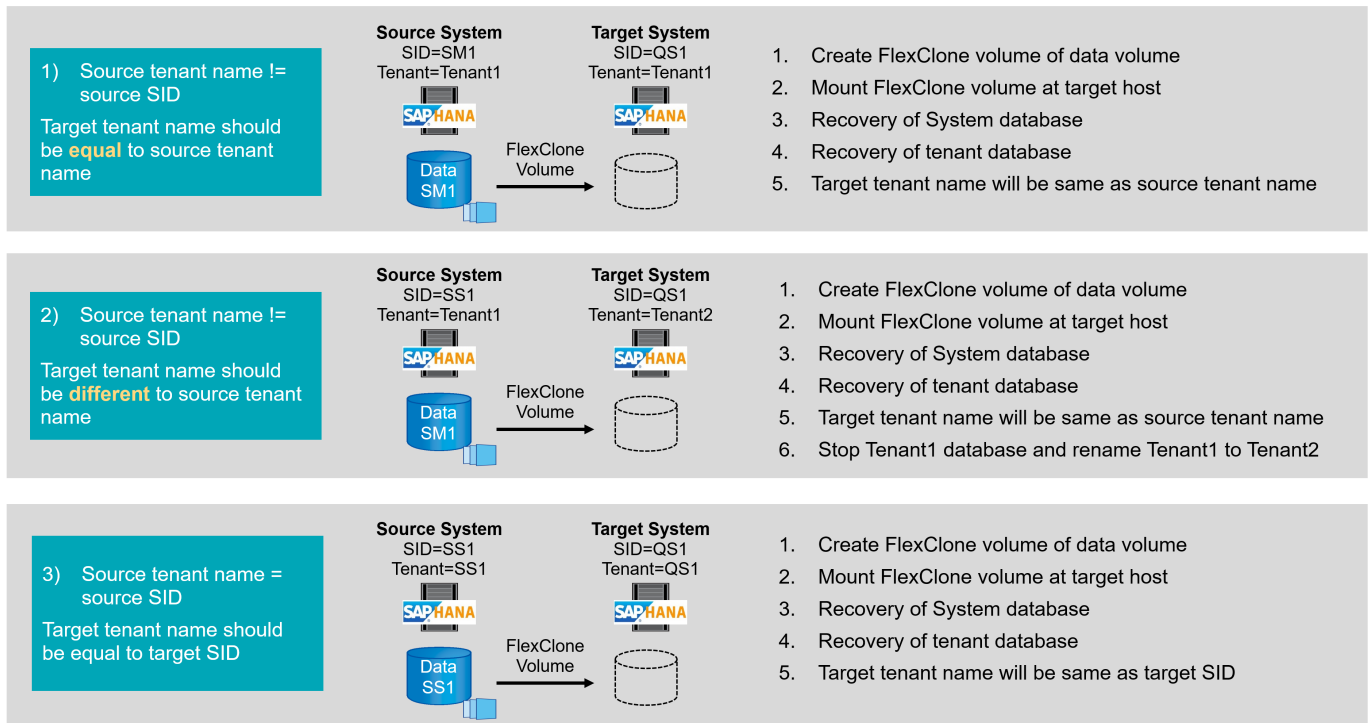 1) Source tenant name !=
source SID
Target tenant name should
be equal to source tenant
name
Source System
SID=SM1
Tenant=Tenant1
SAP HANA
Data
SM1
FlexClone
Volume
Target System
SID=QS1
Tenant=Tenant1
SAP HANA
1. Create FlexClone volume of data volume
2. Mount FlexClone volume at target host
3. Recovery of System database
4. Recovery of tenant database
5. Target tenant name will be same as source tenant name
2) Source tenant name !=
source SID
Target tenant name should
be different to source tenant
name
Source System
SID=SS1
Tenant=Tenant1
SAP HANA
Data
SM1
FlexClone
Volume
Target System
SID=QS1
Tenant=Tenant2
SAP HANA
1. Create FlexClone volume of data volume
2. Mount FlexClone volume at target host
3. Recovery of System database
4. Recovery of tenant database
5. Target tenant name will be same as source tenant name
6. Stop Tenant1 database and rename Tenant1 to Tenant2
3) Source tenant name =
source SID
Target tenant name should
be equal to target SID
Source System
SID=SS1
Tenant=SS1
SAP HANA
Data
SS1
FlexClone
Volume
Target System
SID=QS1
Tenant=QS1
SAP HANA
1. Create FlexClone volume of data volume
2. Mount FlexClone volume at target host
3. Recovery of System database
4. Recovery of tenant database
5. Target tenant name will be same as target SID